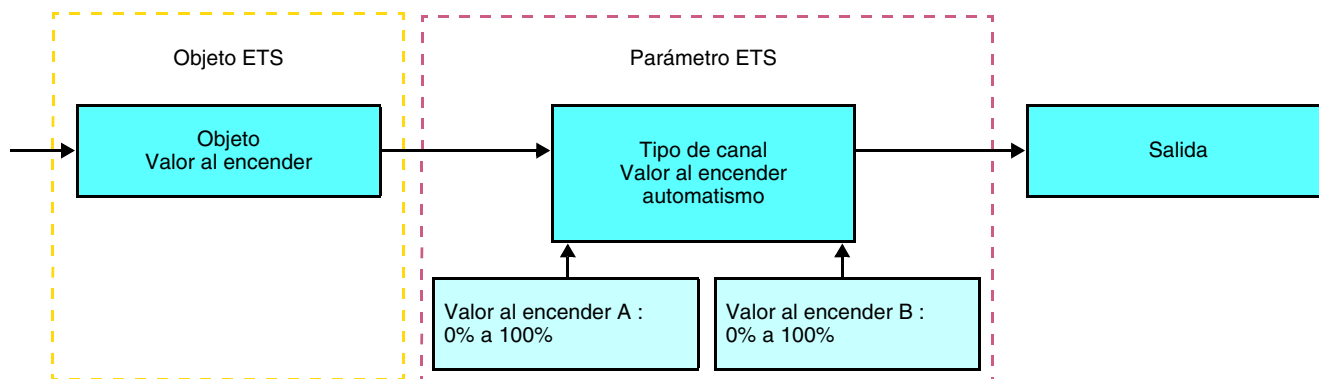 Objeto ETS
Parámetro ETS
Objeto
Valor al encender
Tipo de canal
Valor al encender
automatismo
Salida
Valor al encender A :
0% a 100%
Valor al encender B :
0% a 100%